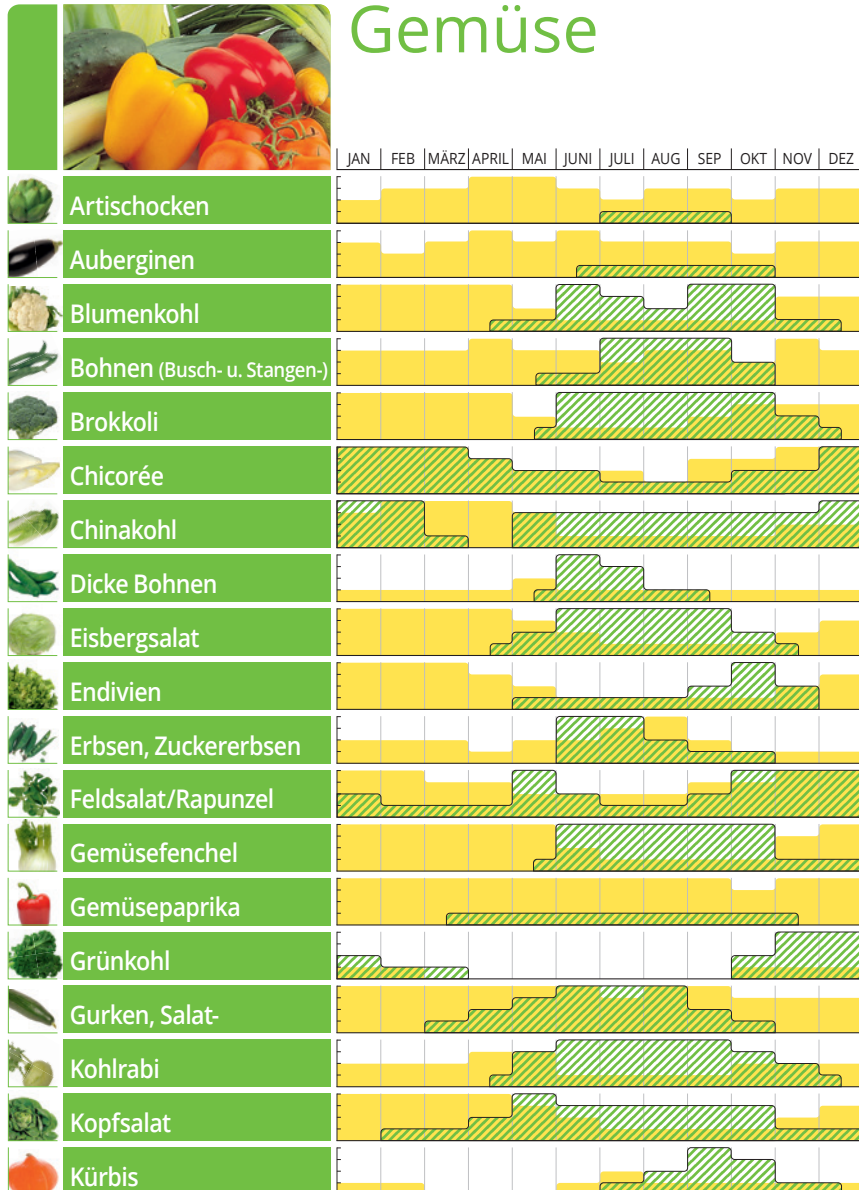 Gemüse
JAN FEB MÄRZ APRIL MAI JUNI JULI AUG SEP OKT NOV DEZ
Artischocken
Auberginen
Blumenkohl
Bohnen (Busch- u. Stangen-)
Brokkoli
Chicorée
Chinakohl
Dicke Bohnen
Eisbergsalat
Endivien
Erbsen, Zuckererbsen
Feldsalat/Rapunzel
Gemüsefenchel
Gemüsepaprika
Grünkohl
Gurken, Salat-
Kohlrabi
Kopfsalat
Kürbis